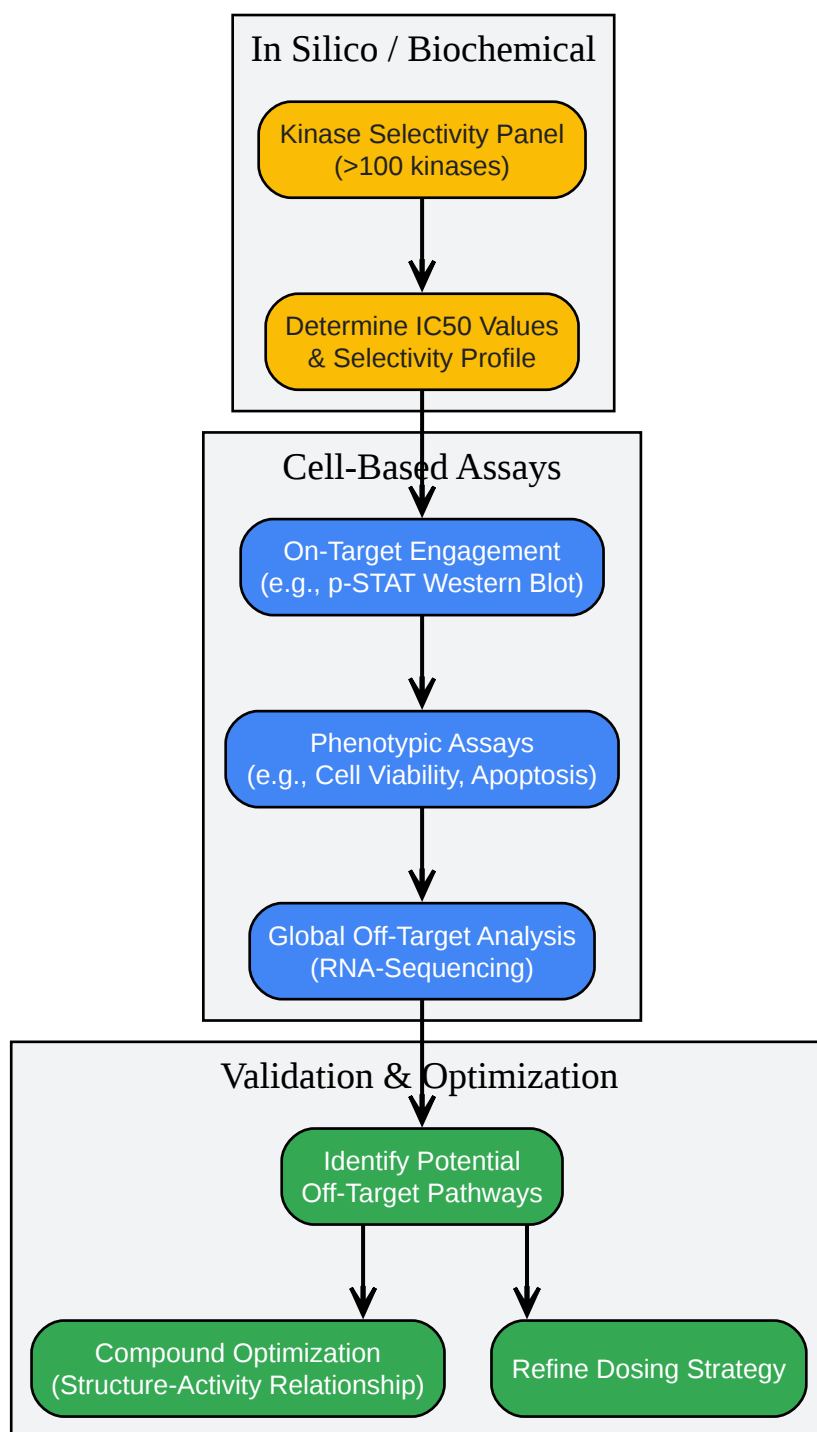 In Silico / Biochemical
Kinase Selectivity Panel
(>100 kinases)
Determine IC50 Values
& Selectivity Profile
Cell-Based Assays
On-Target Engagement
(e.g., p-STAT Western Blot)
Phenotypic Assays
(e.g., Cell Viability, Apoptosis)
Global Off-Target Analysis
(RNA-Sequencing)
Validation & Optimization
Identify Potential
Off-Target Pathways
Compound Optimization
(Structure-Activity Relationship)
Refine Dosing Strategy